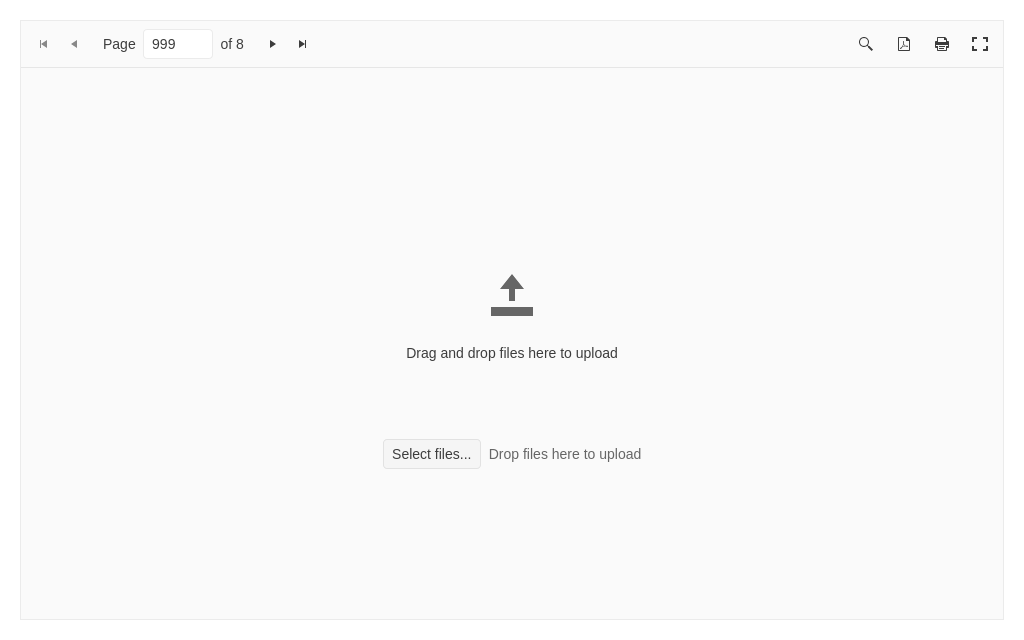 Page 999 of 8
Drag and drop files here to upload
Select files... Drop files here to upload